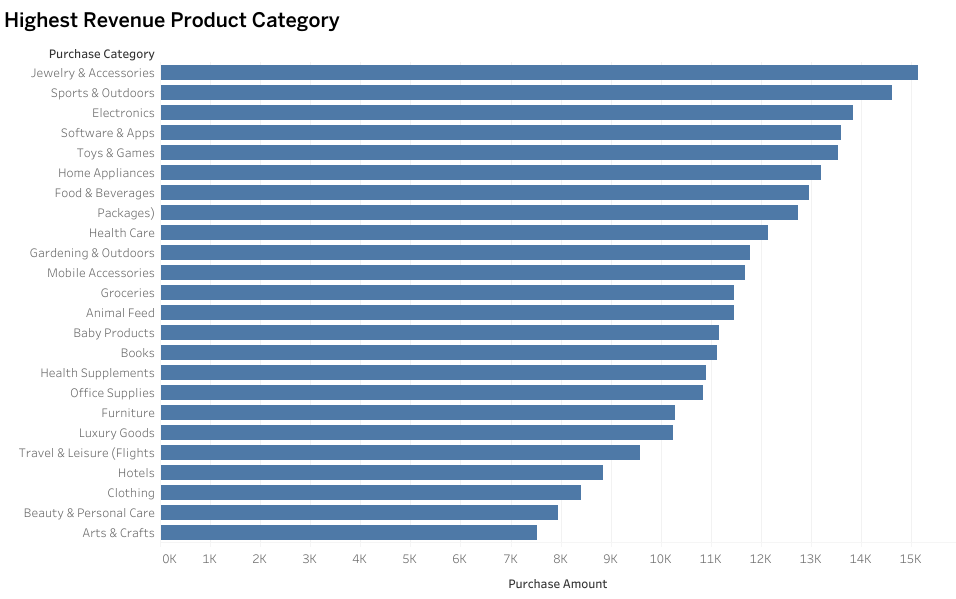 Highest Revenue Product Category
Purchase Category
Jewelry & Accessories
Sports & Outdoors
Electronics
Software & Apps
Toys & Games
Home Appliances
Food & Beverages
Packages)
Health Care
Gardening & Outdoors
Mobile Accessories
Groceries
Animal Feed
Baby Products
Books
Health Supplements
Office Supplies
Furniture
Luxury Goods
Travel & Leisure (Flights
Hotels
Clothing
Beauty & Personal Care
Arts & Crafts
0K 1K 2K 3K 4K 5K 6K 7K 8K 9K 10K 11K 12K 13K 14K 15K
Purchase Amount